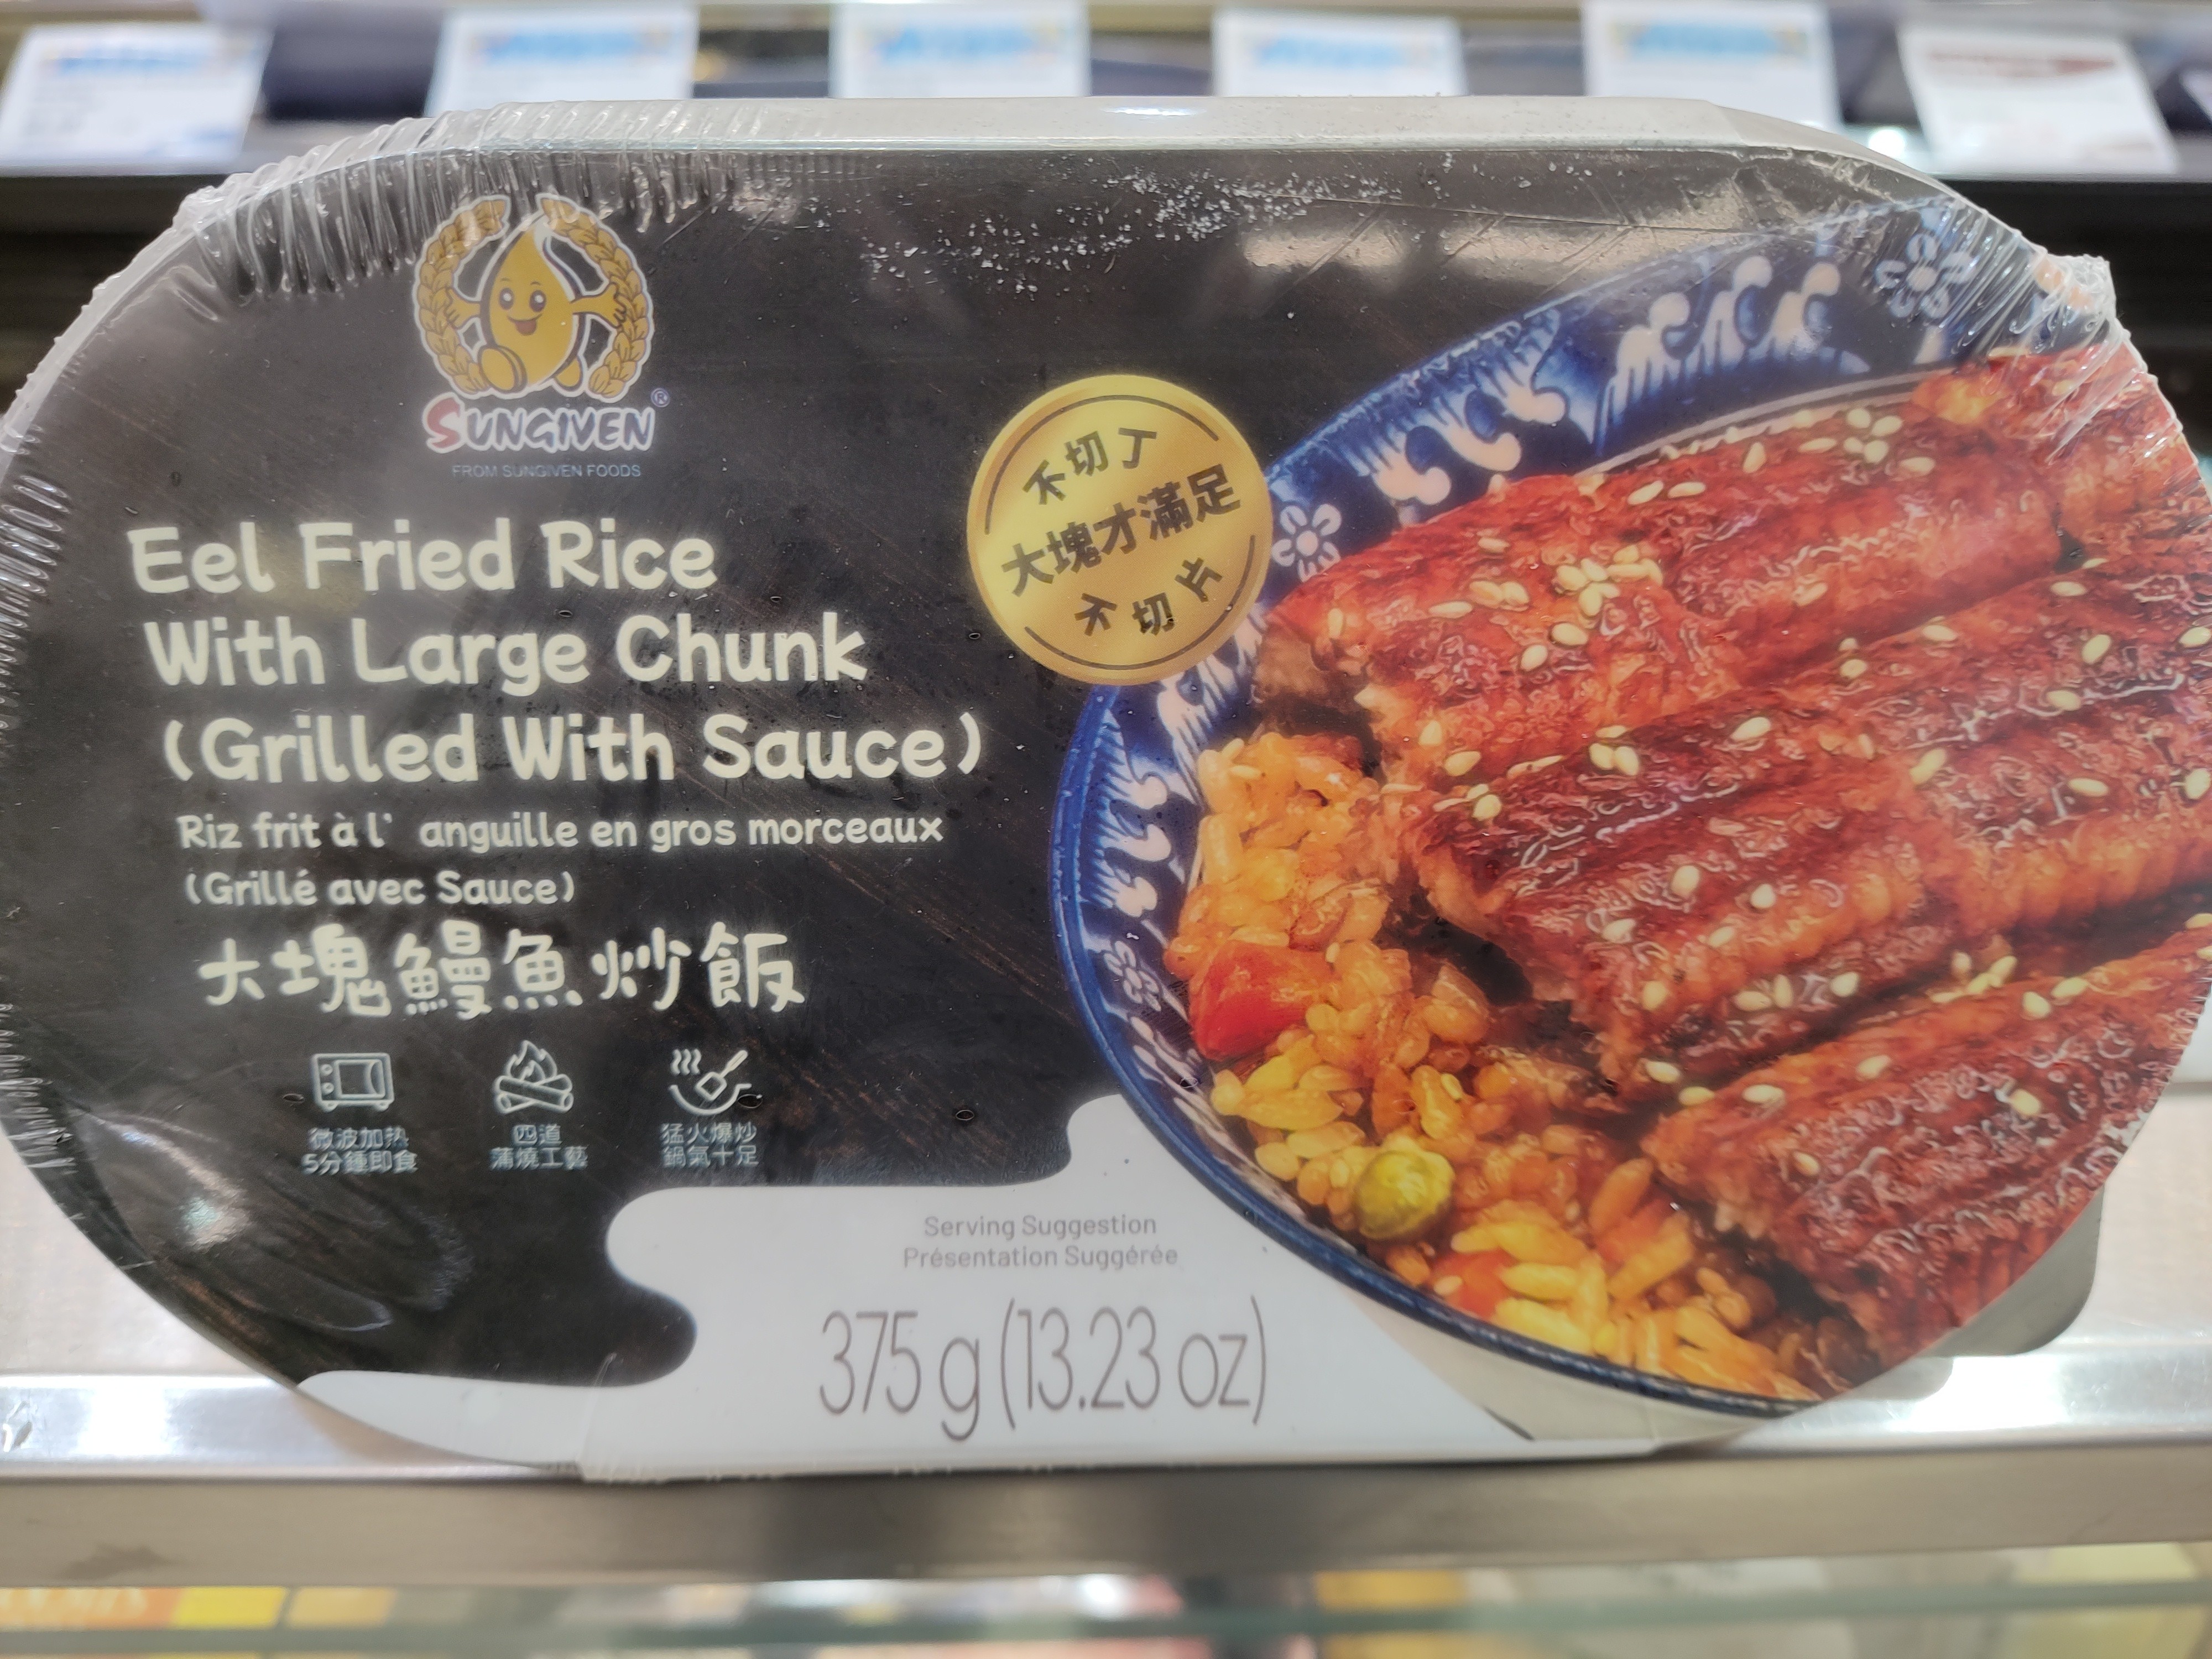 SUNGIVEN®
FROM SUNGIVEN FOODS
不切丁
大塊才滿足
不切片
Eel Fried Rice
With Large Chunk
(Grilled With Sauce)
Riz frit à l' anguille en gros morceaux
(Grillé avec Sauce)
大塊鰻魚炒飯
微波加热
5分鍾即食
四道
蒲燒工藝
猛火爆炒
鍋氣十足
Serving Suggestion
Présentation Suggérée
375 g (13.23 oz)